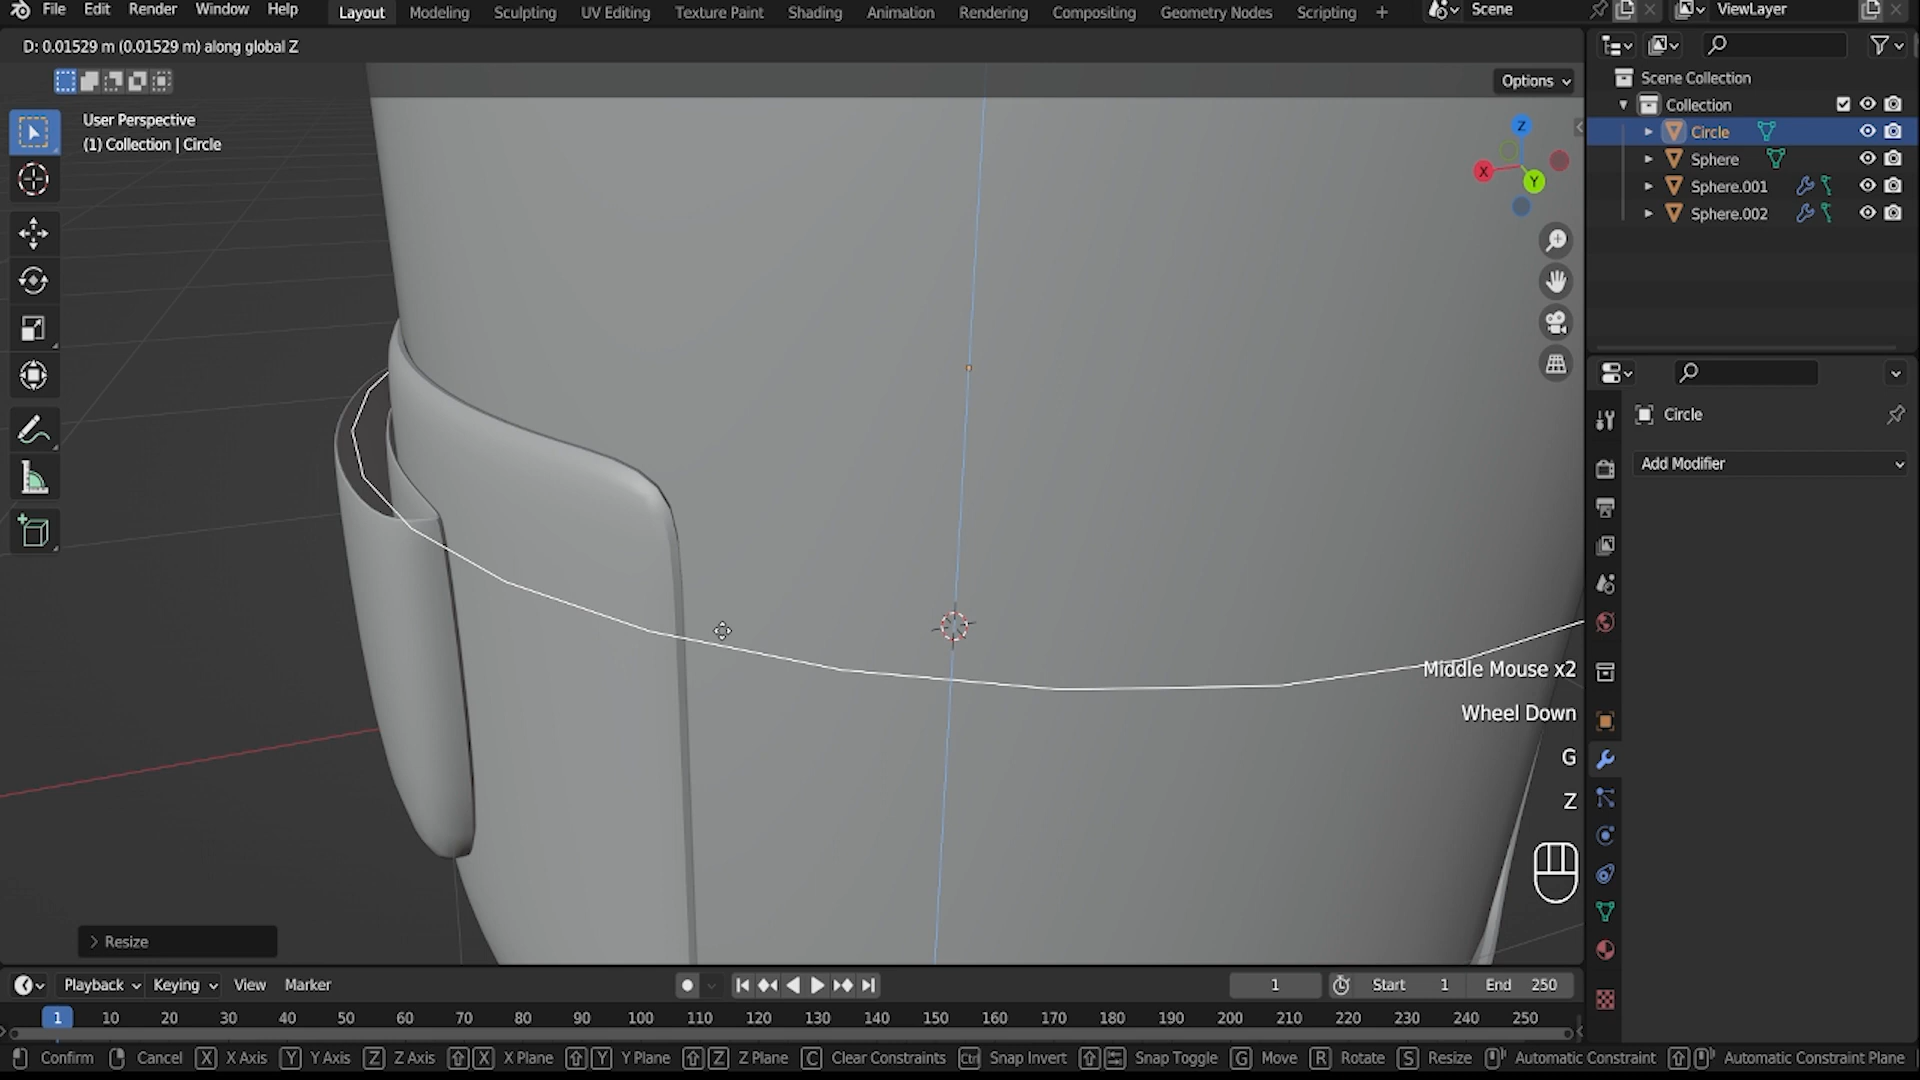 File Edit Render Window Help Layout Modeling Sculpting UV Editing Texture Paint Shading Animation Rendering Compositing Geometry Nodes Scripting + Scene ViewLayer
D: 0.01529 m (0.01529 m) along global Z
Options
User Perspective
(1) Collection | Circle
Z
X
Y
Scene Collection
Collection
Circle
Sphere
Sphere.001
Sphere.002
Circle
Add Modifier
Middle Mouse x2
Wheel Down
G
Z
Resize
Playback Keying View Marker 1 Start 1 End 250
1 10 20 30 40 50 60 70 80 90 100 110 120 130 140 150 160 170 180 190 200 210 220 230 240 250
Confirm Cancel X X Axis Y Y Axis Z Z Axis X X Plane Y Y Plane Z Z Plane C Clear Constraints Ctrl Snap Invert Snap Toggle G Move R Rotate S Resize Automatic Constraint Automatic Constraint Plane